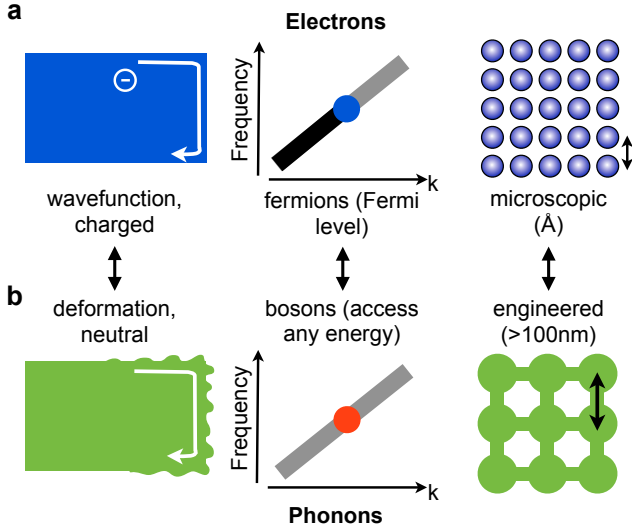 a
Electrons
Frequency
k
wavefunction,
charged
fermions (Fermi
level)
microscopic
(Å)
b
deformation,
neutral
bosons (access
any energy)
engineered
(>100nm)
Frequency
k
Phonons